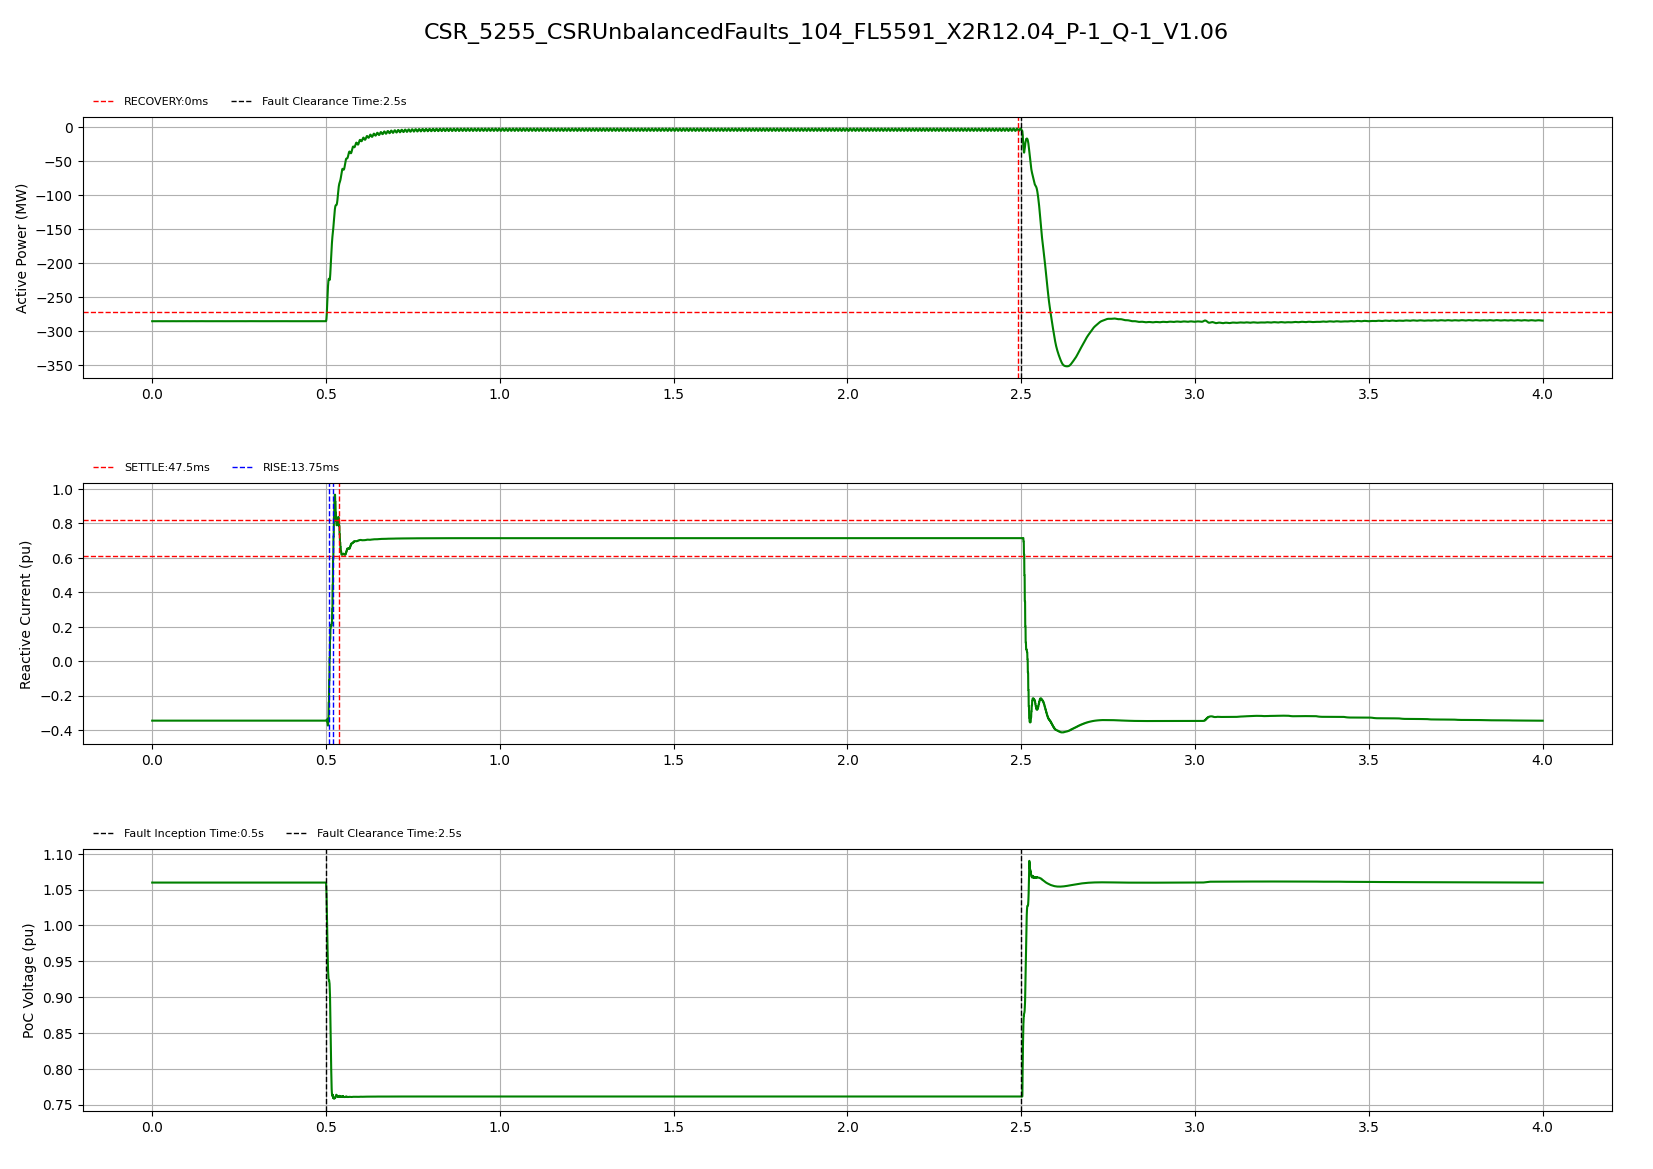 CSR_5255_CSRUnbalancedFaults_104_FL5591_X2R12.04_P-1_Q-1_V1.06
RECOVERY:0ms Fault Clearance Time:2.5s
Active Power (MW)
0
−50
−100
−150
−200
−250
−300
−350
0.0 0.5 1.0 1.5 2.0 2.5 3.0 3.5 4.0
SETTLE:47.5ms RISE:13.75ms
Reactive Current (pu)
1.0
0.8
0.6
0.4
0.2
0.0
−0.2
−0.4
0.0 0.5 1.0 1.5 2.0 2.5 3.0 3.5 4.0
Fault Inception Time:0.5s Fault Clearance Time:2.5s
PoC Voltage (pu)
1.10
1.05
1.00
0.95
0.90
0.85
0.80
0.75
0.0 0.5 1.0 1.5 2.0 2.5 3.0 3.5 4.0